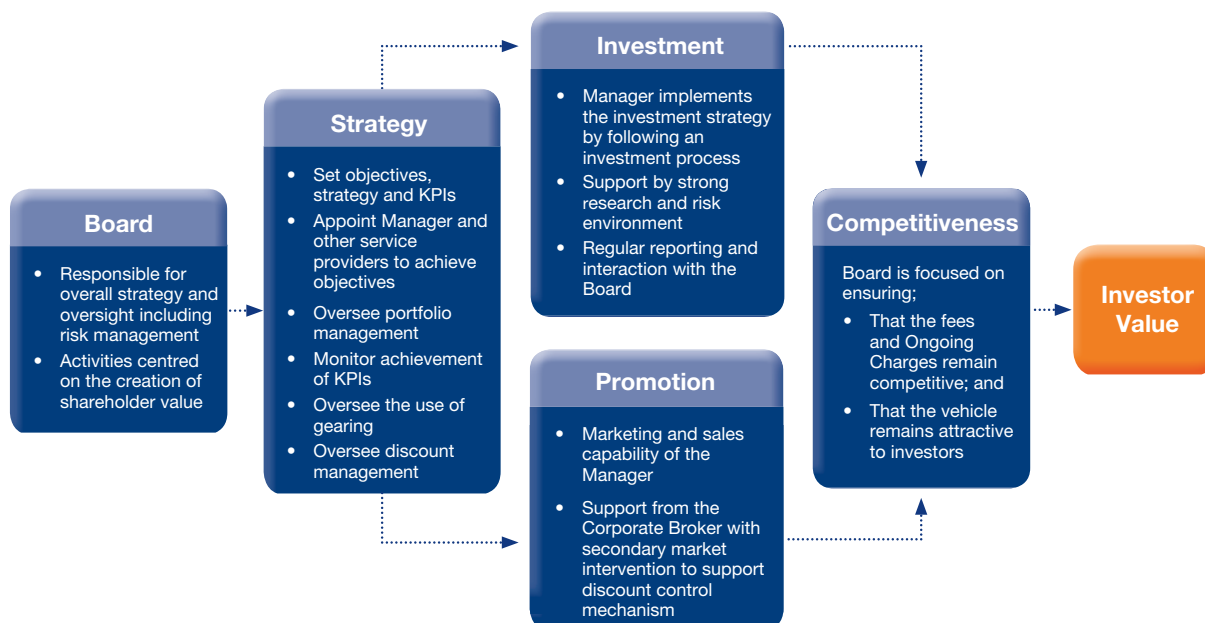 Board
• Responsible for
overall strategy and
oversight including
risk management
• Activities centred
on the creation of
shareholder value
Strategy
• Set objectives,
strategy and KPIs
• Appoint Manager and
other service
providers to achieve
objectives
• Oversee portfolio
management
• Monitor achievement
of KPIs
• Oversee the use of
gearing
• Oversee discount
management
Investment
• Manager implements
the investment strategy
by following an
investment process
• Support by strong
research and risk
environment
• Regular reporting and
interaction with the
Board
Promotion
• Marketing and sales
capability of the
Manager
• Support from the
Corporate Broker with
secondary market
intervention to support
discount control
mechanism
Competitiveness
Board is focused on
ensuring;
• That the fees
and Ongoing
Charges remain
competitive; and
• That the vehicle
remains attractive
to investors
Investor
Value